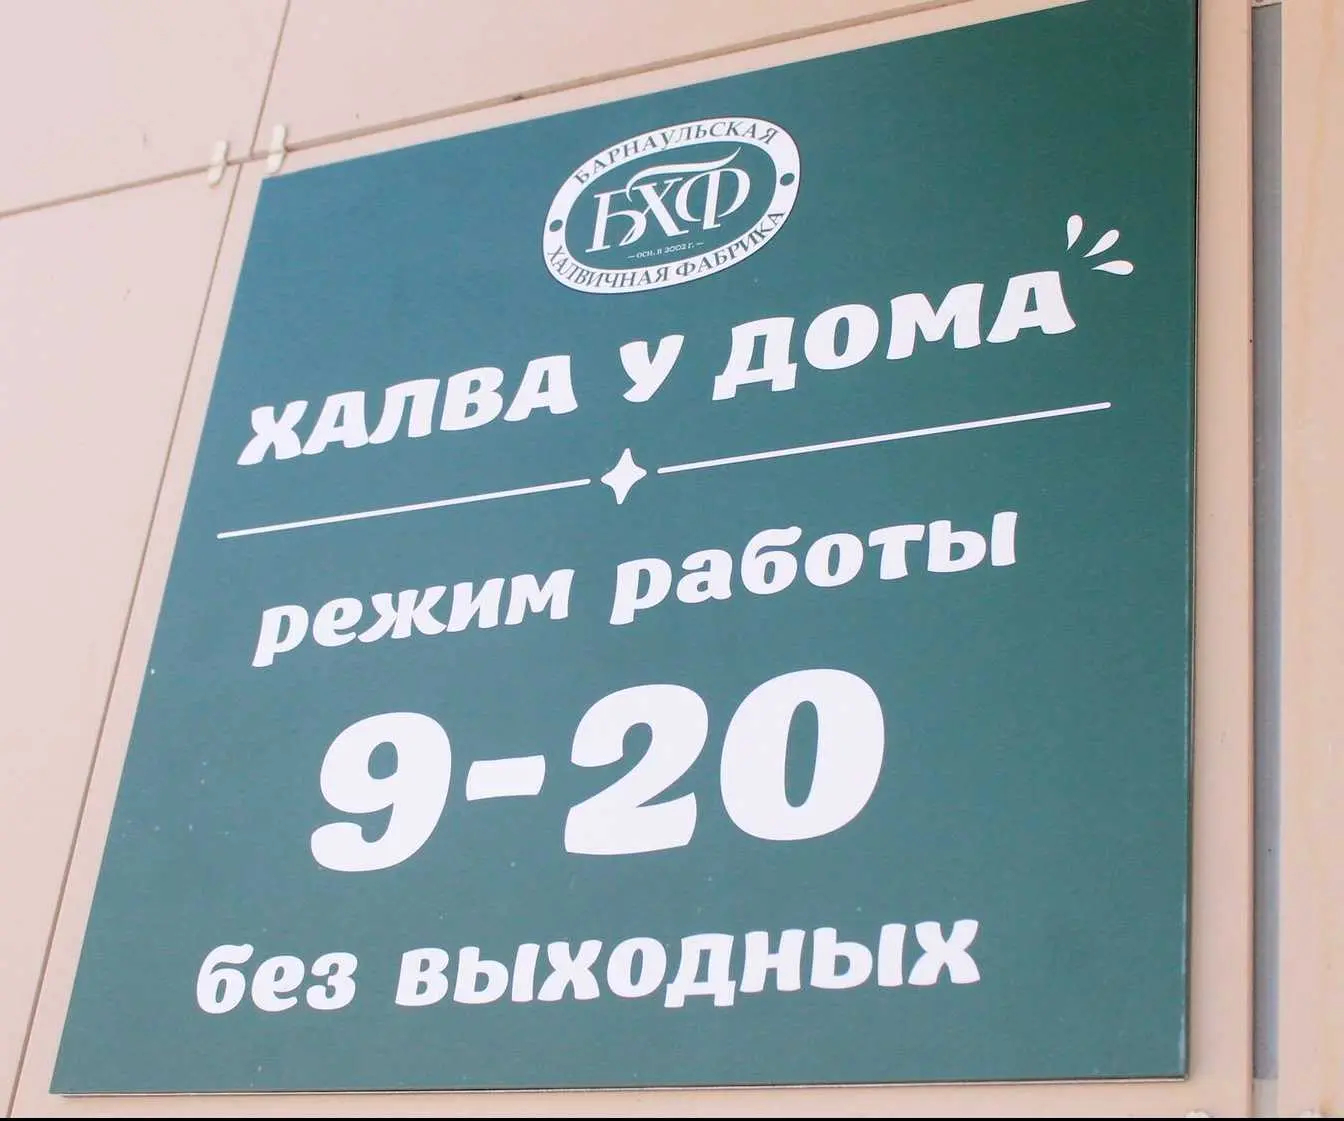 БАРНАУЛЬСКАЯ
БХФ
— осн. в 2002 г. —
ХАЛВИЧНАЯ ФАБРИКА
ХАЛВА У ДОМА
режим работы
9-20
без выходных